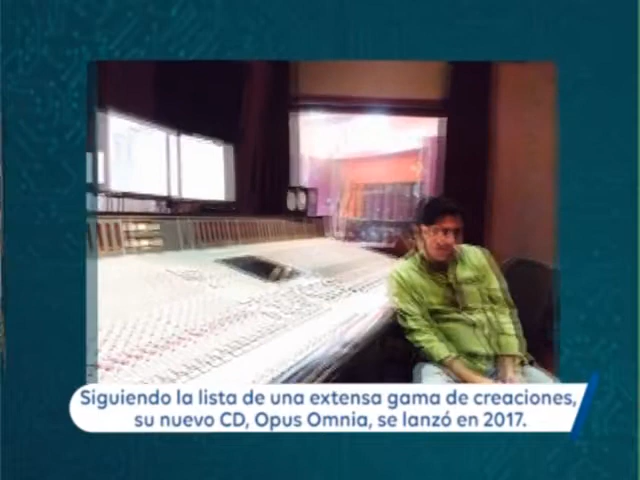 Siguiendo la lista de una extensa gama de creaciones,
su nuevo CD, Opus Omnia, se lanzó en 2017.